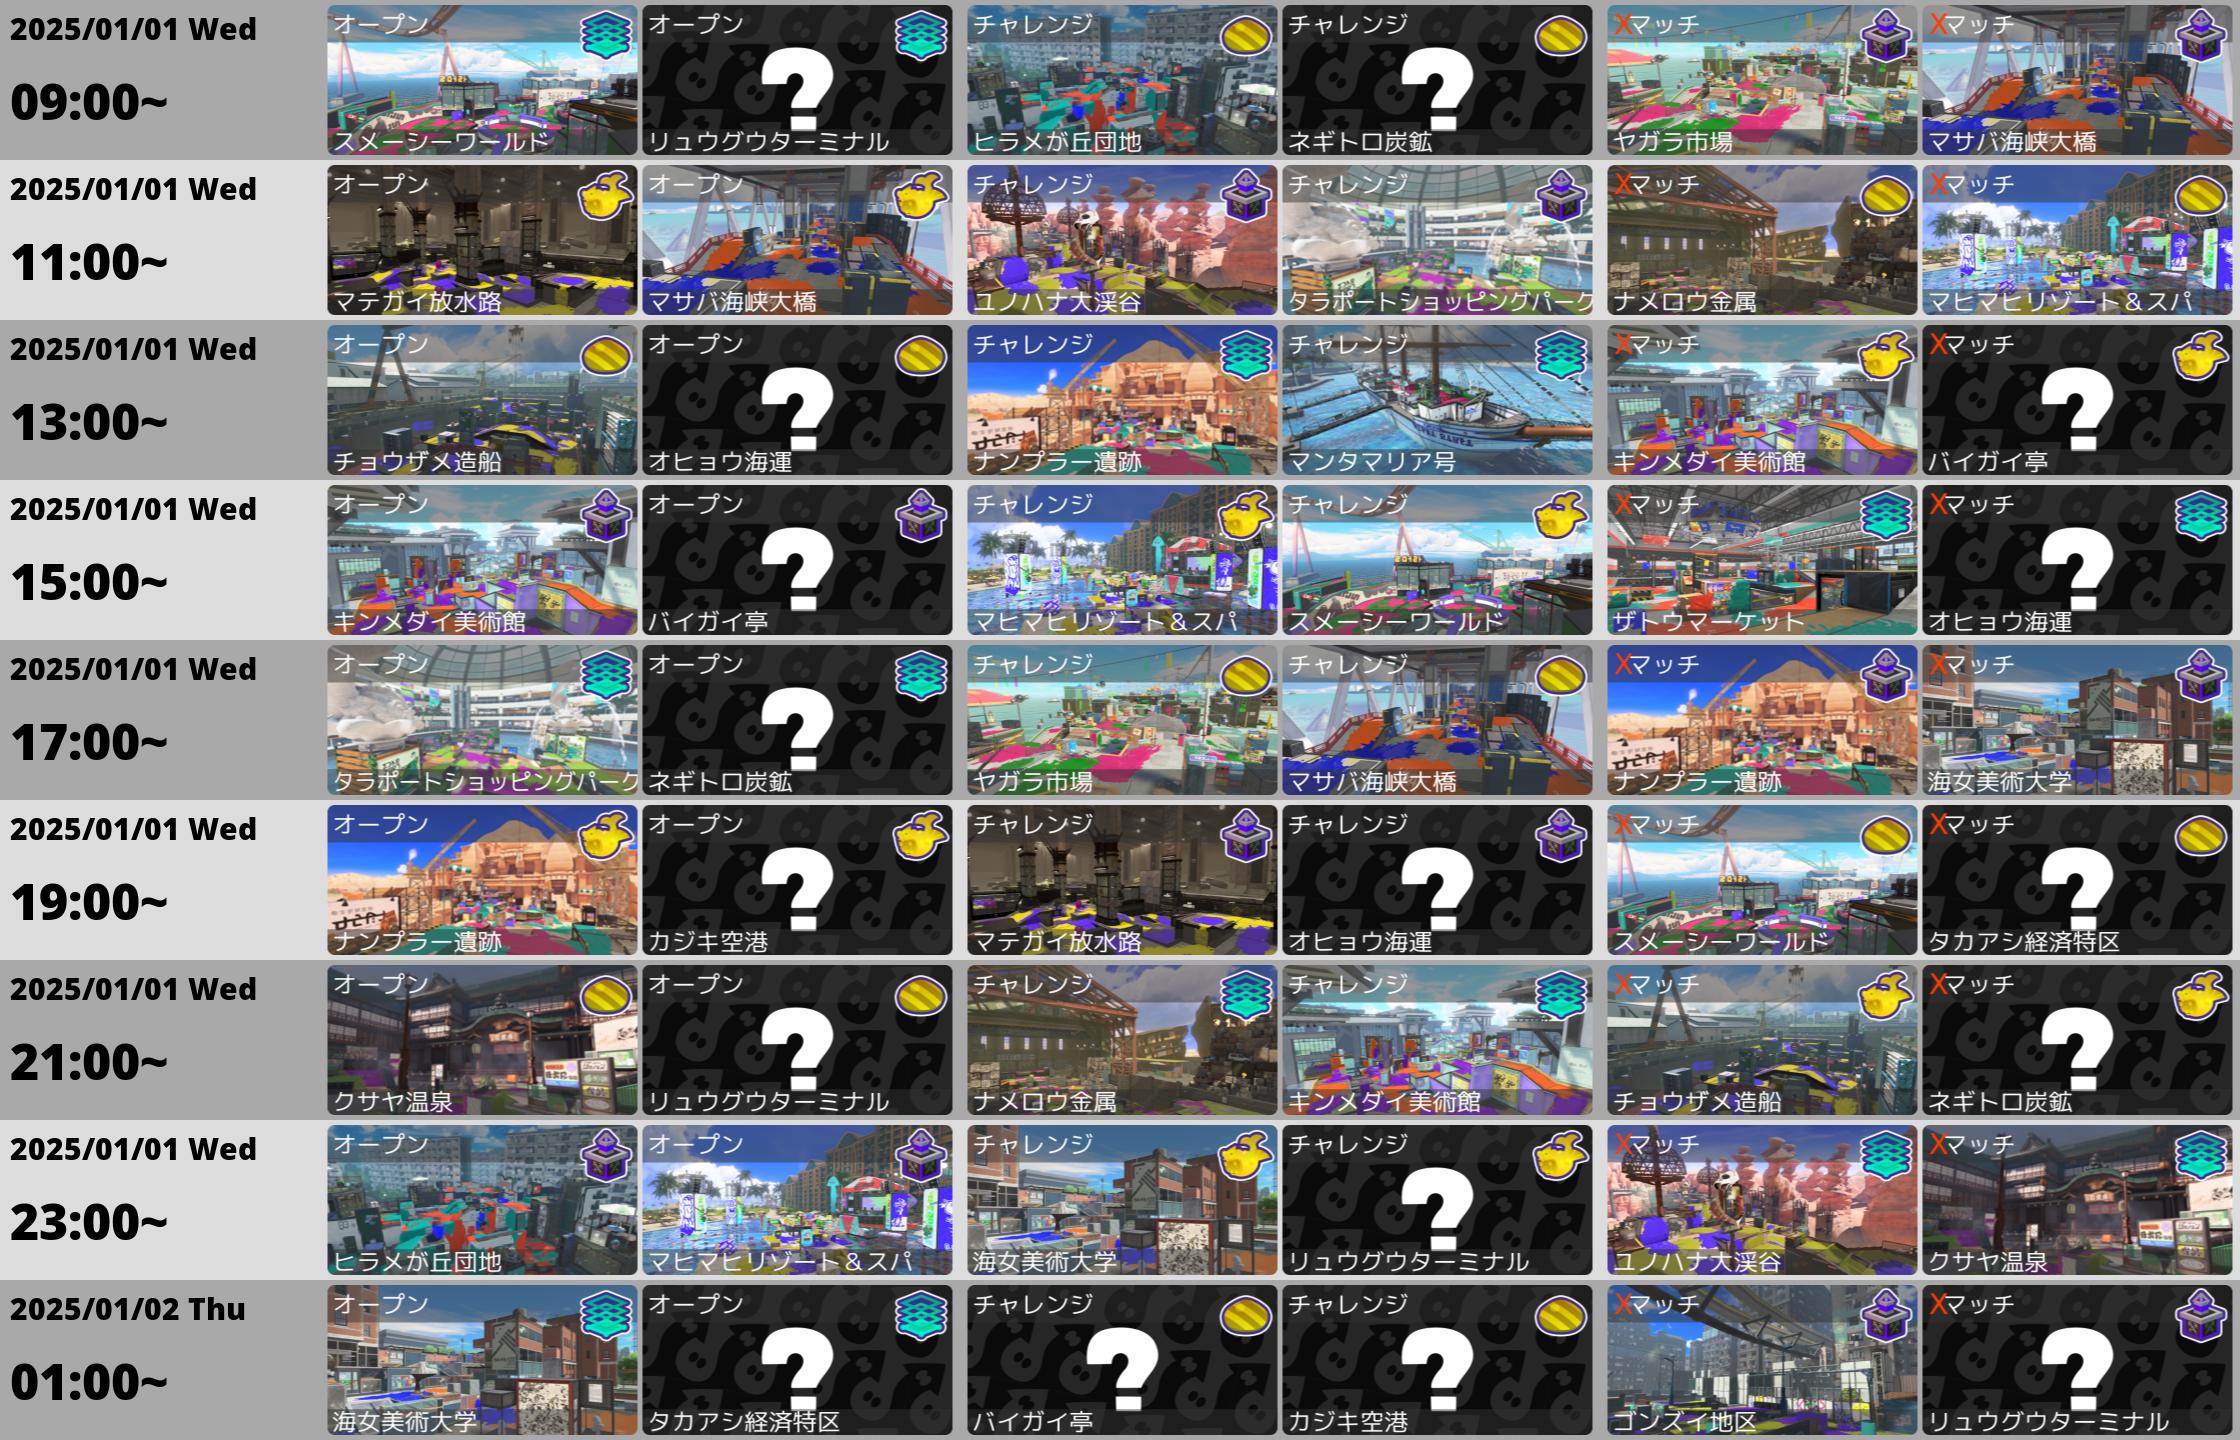 2025/01/01 Wed
09:00~
オープン
スメーシーワールド
オープン
リュウグウターミナル
チャレンジ
ヒラメが丘団地
チャレンジ
ネギトロ炭鉱
Xマッチ
ヤガラ市場
Xマッチ
マサバ海峡大橋
2025/01/01 Wed
11:00~
オープン
マテガイ放水路
オープン
マサバ海峡大橋
チャレンジ
ユノハナ大渓谷
チャレンジ
タラポートショッピングパーク
Xマッチ
ナメロウ金属
Xマッチ
マヒマヒリゾート＆スパ
2025/01/01 Wed
13:00~
オープン
チョウザメ造船
オープン
オヒョウ海運
チャレンジ
ナンプラー遺跡
チャレンジ
マンタマリア号
Xマッチ
キンメダイ美術館
Xマッチ
バイガイ亭
2025/01/01 Wed
15:00~
オープン
キンメダイ美術館
オープン
バイガイ亭
チャレンジ
マヒマヒリゾート＆スパ
チャレンジ
スメーシーワールド
Xマッチ
ザトウマーケット
Xマッチ
オヒョウ海運
2025/01/01 Wed
17:00~
オープン
タラポートショッピングパーク
オープン
ネギトロ炭鉱
チャレンジ
ヤガラ市場
チャレンジ
マサバ海峡大橋
Xマッチ
ナンプラー遺跡
Xマッチ
海女美術大学
2025/01/01 Wed
19:00~
オープン
ナンプラー遺跡
オープン
カジキ空港
チャレンジ
マテガイ放水路
チャレンジ
オヒョウ海運
Xマッチ
スメーシーワールド
Xマッチ
タカアシ経済特区
2025/01/01 Wed
21:00~
オープン
クサヤ温泉
オープン
リュウグウターミナル
チャレンジ
ナメロウ金属
チャレンジ
キンメダイ美術館
Xマッチ
チョウザメ造船
Xマッチ
ネギトロ炭鉱
2025/01/01 Wed
23:00~
オープン
ヒラメが丘団地
オープン
マヒマヒリゾート＆スパ
チャレンジ
海女美術大学
チャレンジ
リュウグウターミナル
Xマッチ
ユノハナ大渓谷
Xマッチ
クサヤ温泉
2025/01/02 Thu
01:00~
オープン
海女美術大学
オープン
タカアシ経済特区
チャレンジ
バイガイ亭
チャレンジ
カジキ空港
Xマッチ
ゴンズイ地区
Xマッチ
リュウグウターミナル